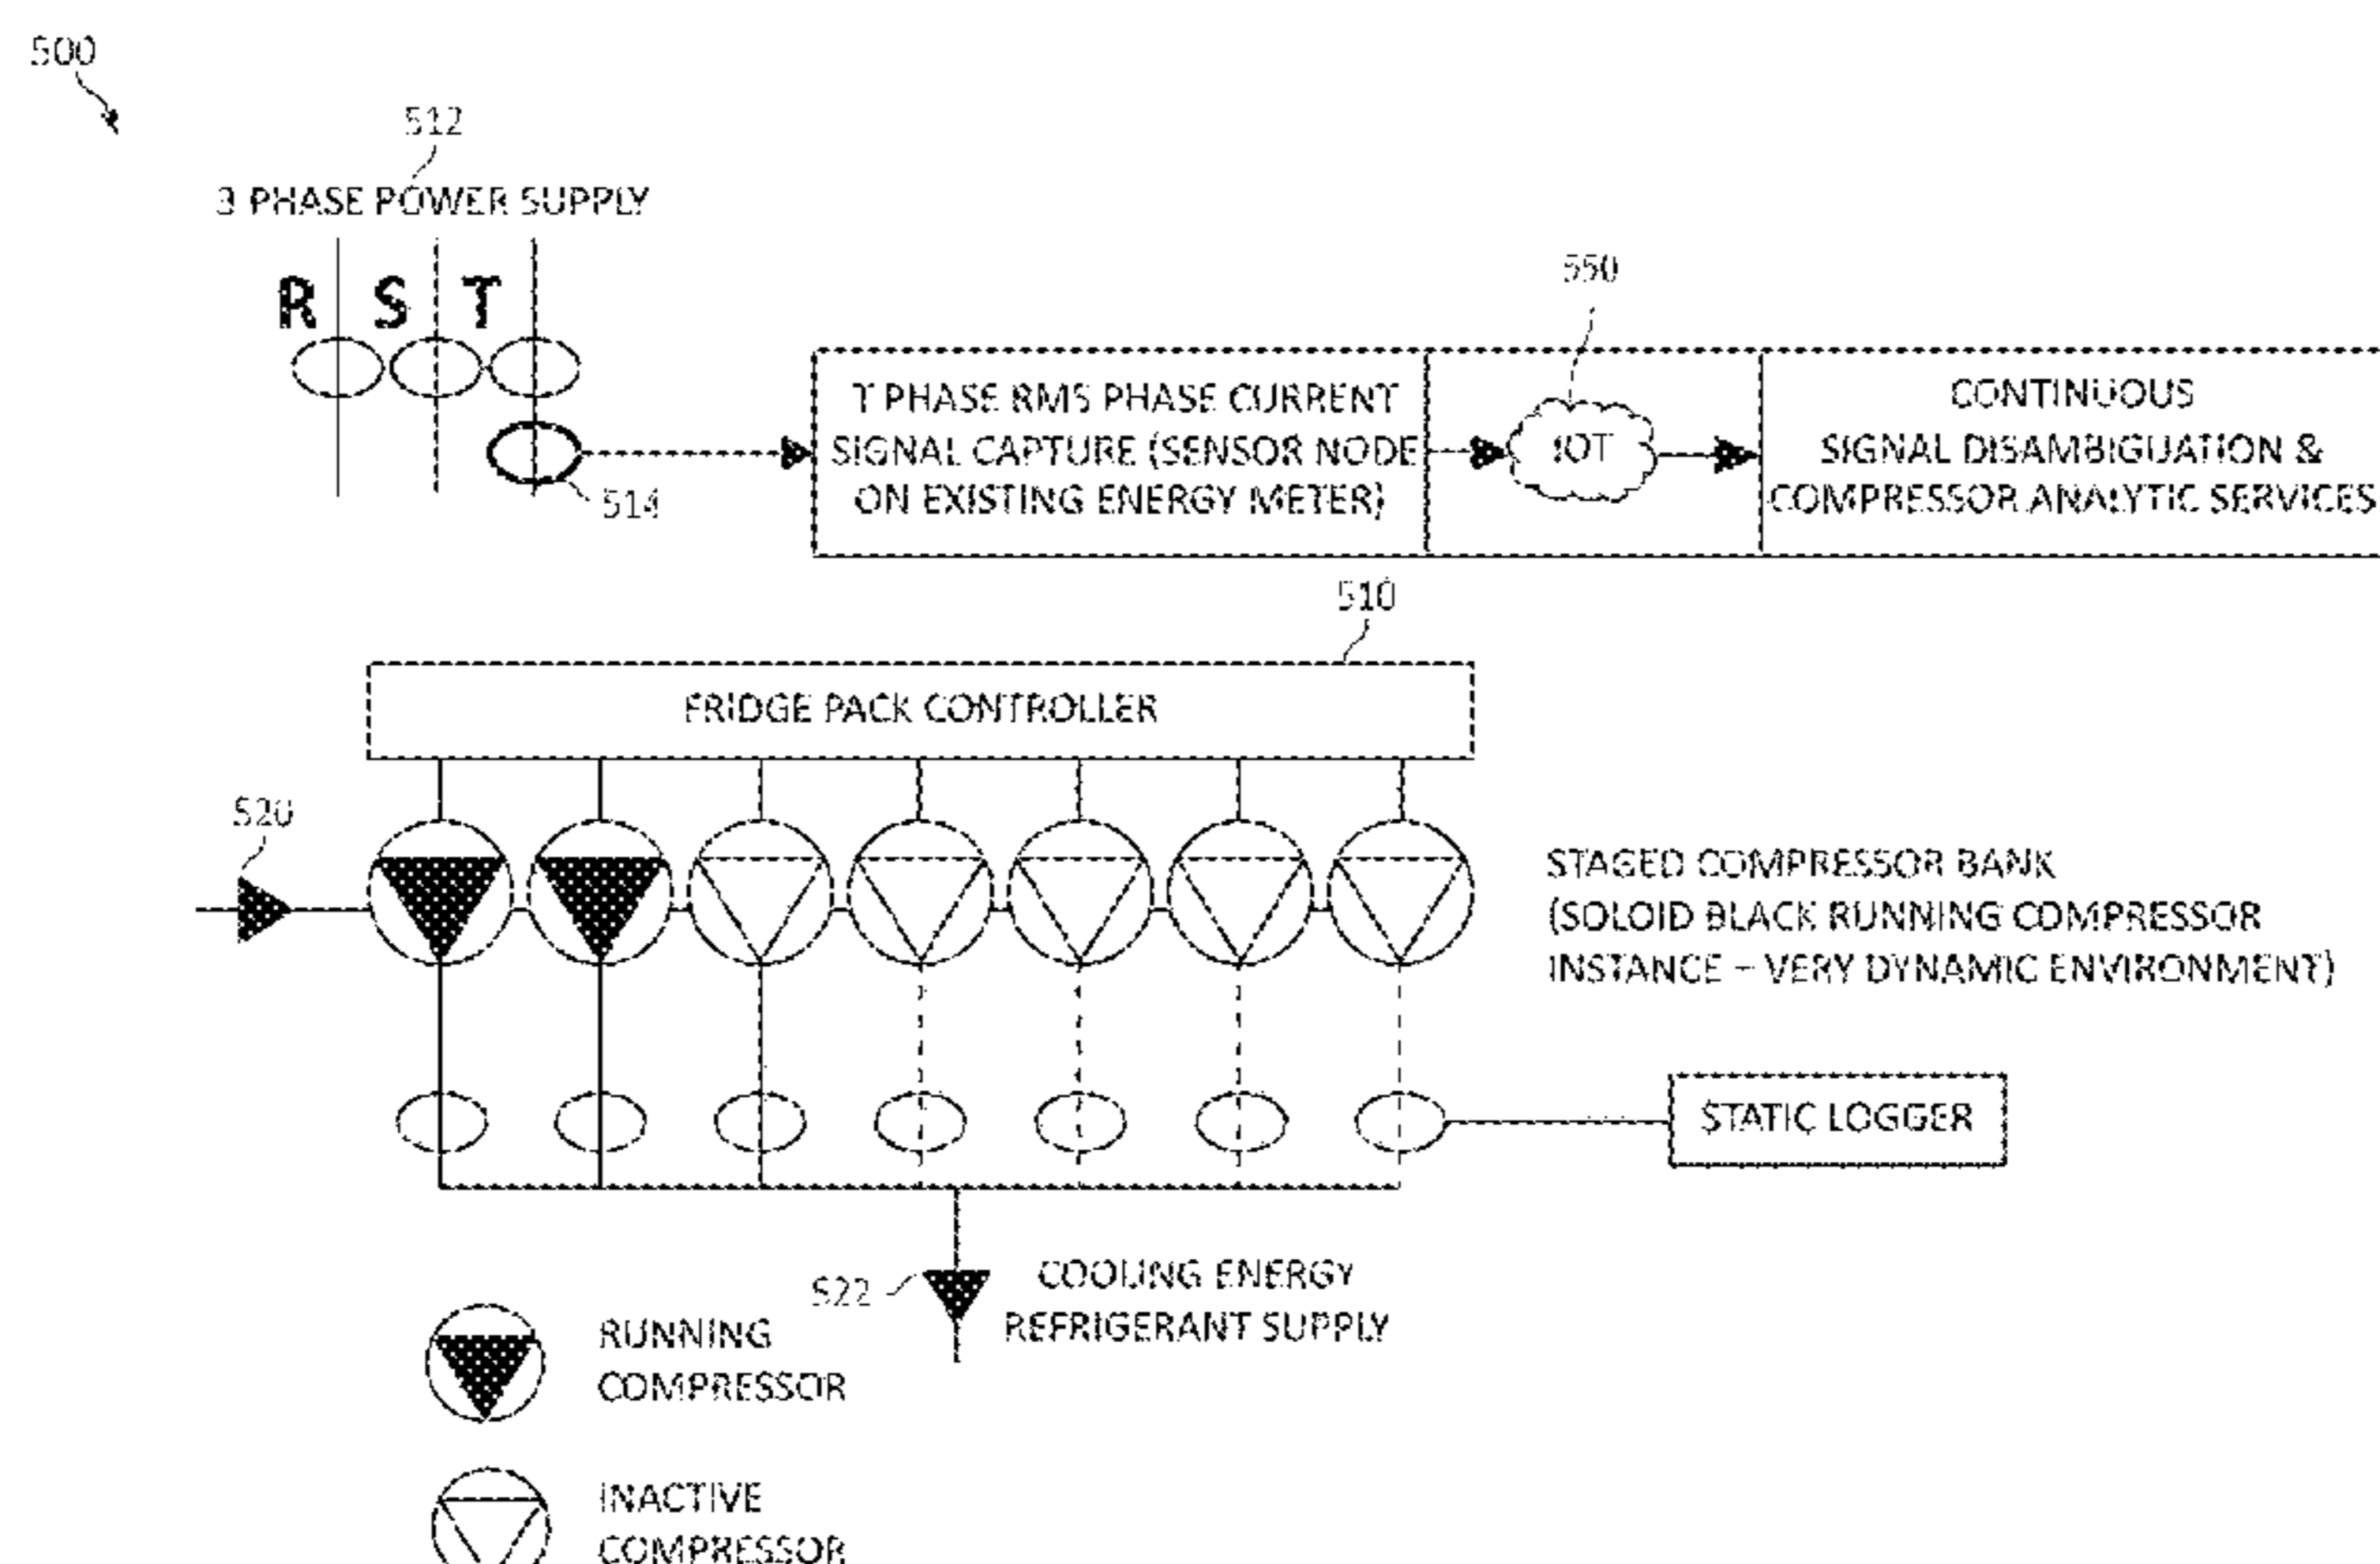 500
512
3 PHASE POWER SUPPLY
R S T
514
T PHASE RMS PHASE CURRENT
SIGNAL CAPTURE (SENSOR NODE
ON EXISTING ENERGY METER)
550
IOT
CONTINUOUS
SIGNAL DISAMBIGUATION &
COMPRESSOR ANALYTIC SERVICES
510
FRIDGE PACK CONTROLLER
520
STAGED COMPRESSOR BANK
(SOLOID BLACK RUNNING COMPRESSOR
INSTANCE – VERY DYNAMIC ENVIRONMENT)
STATIC LOGGER
522
COOLING ENERGY
REFRIGERANT SUPPLY
RUNNING
COMPRESSOR
INACTIVE
COMPRESSOR